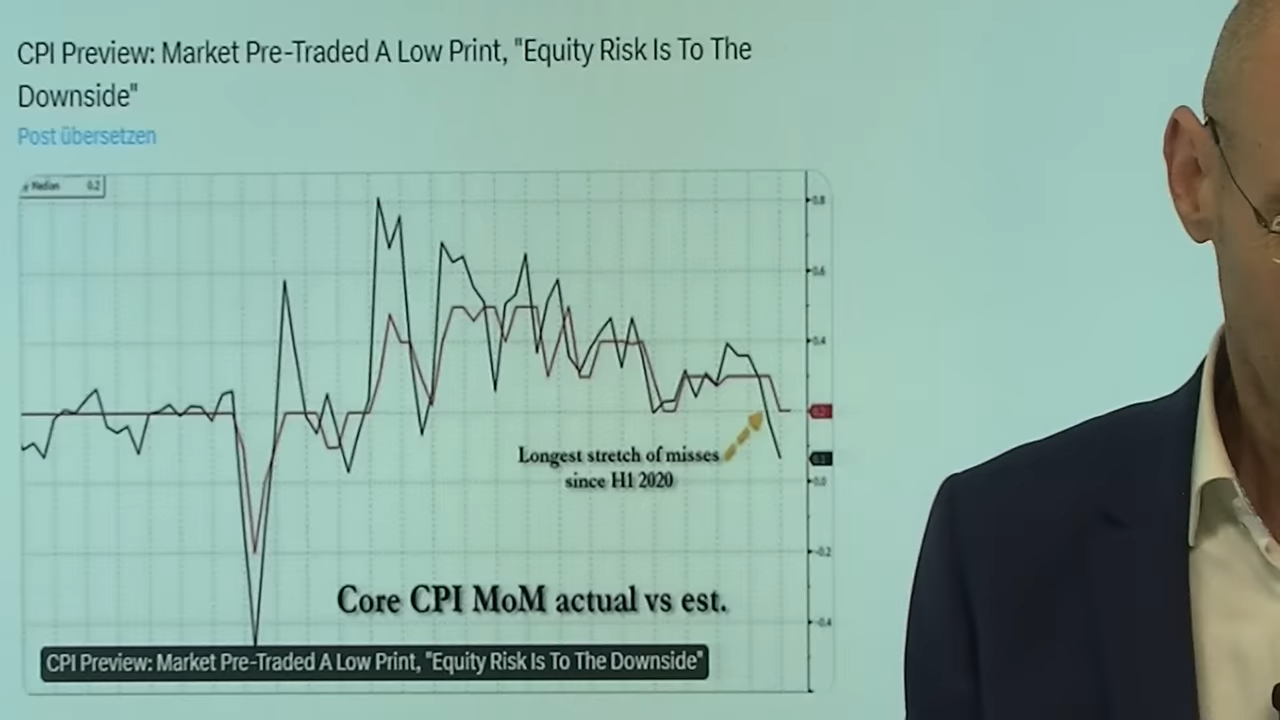 CPI Preview: Market Pre-Traded A Low Print, "Equity Risk Is To The
Downside"
Post übersetzen
Median 0.2
0.8
0.6
0.4
0.2
0.0
-0.2
-0.4
Longest stretch of misses
since H1 2020
Core CPI MoM actual vs est.
CPI Preview: Market Pre-Traded A Low Print, "Equity Risk Is To The Downside"